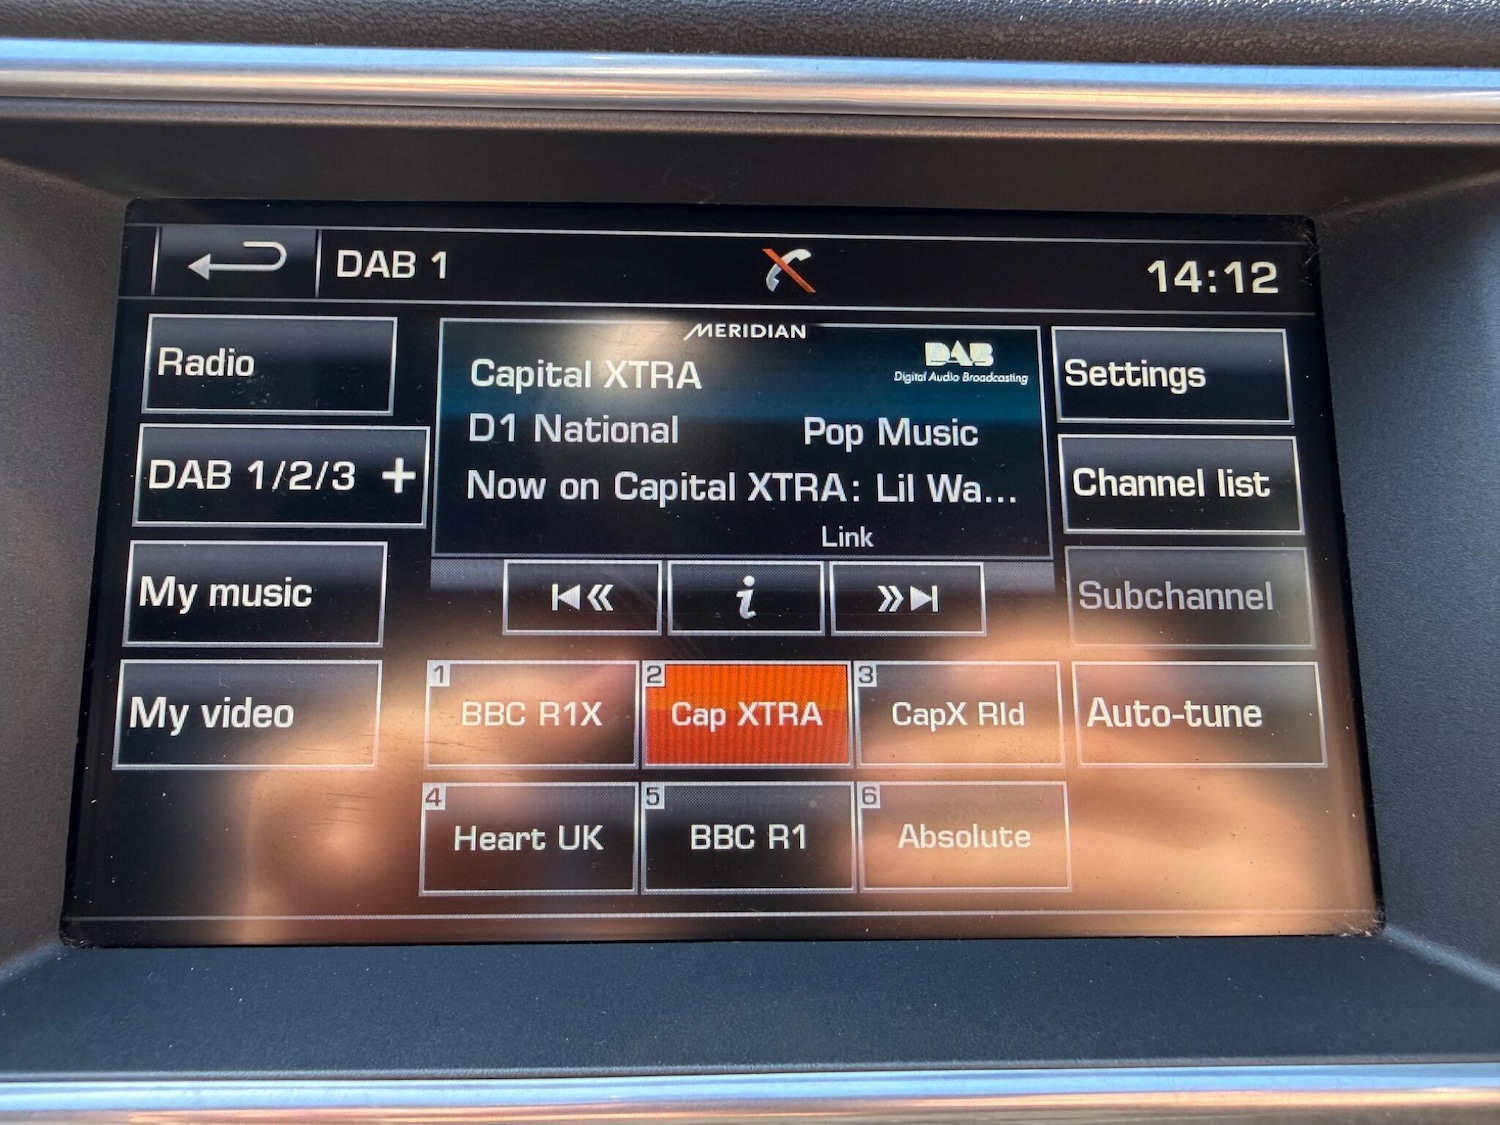 DAB 1
14:12
Radio
DAB 1/2/3 +
My music
My video
MERIDIAN
Capital XTRA
DAB
Digital Audio Broadcasting
D1 National Pop Music
Now on Capital XTRA: Lil Wa...
Link
i
Settings
Channel list
Subchannel
Auto-tune
1 BBC R1X
2 Cap XTRA
3 CapX Rld
4 Heart UK
5 BBC R1
6 Absolute